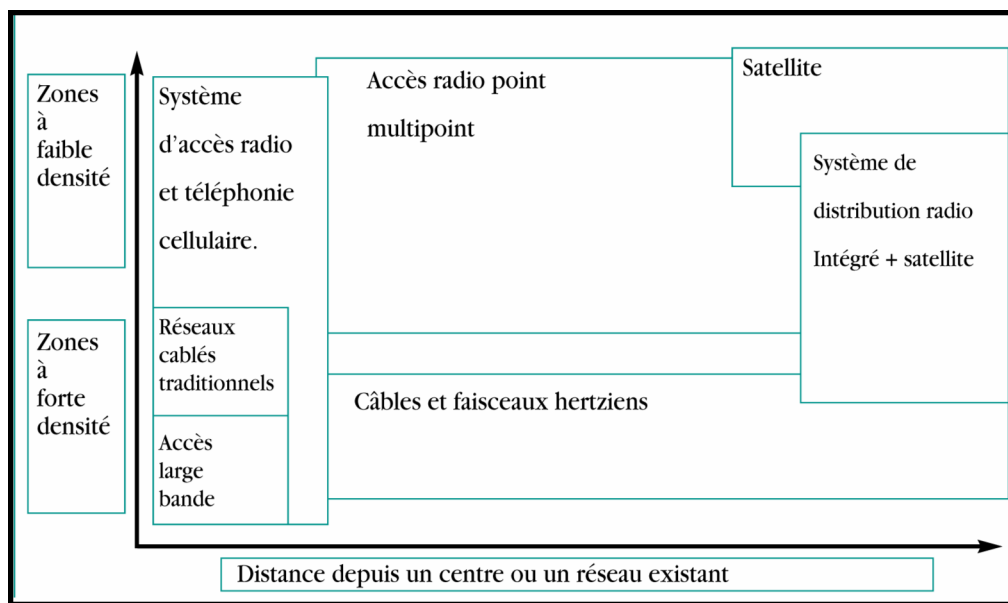 Zones
à
faible
densité
Zones
à
forte
densité
Système
d'accès radio
et téléphonie
cellulaire.
Réseaux
cablés
traditionnels
Accès
large
bande
Accès radio point
multipoint
Câbles et faisceaux hertziens
Satellite
Système de
distribution radio
Intégré + satellite
Distance depuis un centre ou un réseau existant